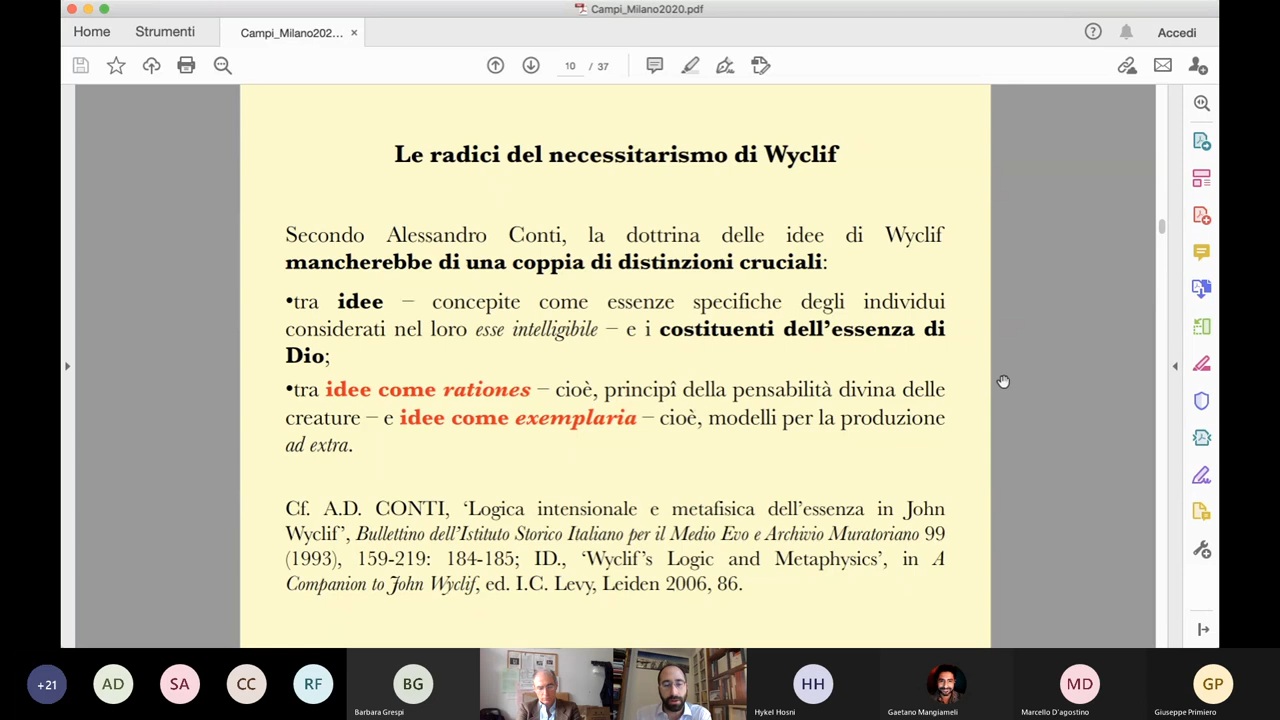 Campi_Milano2020.pdf
Home Strumenti Campi_Milano202... × Accedi
10 / 37
Le radici del necessitarismo di Wyclif
Secondo Alessandro Conti, la dottrina delle idee di Wyclif
mancherebbe di una coppia di distinzioni cruciali:
•tra idee – concepite come essenze specifiche degli individui
considerati nel loro esse intelligibile – e i costituenti dell’essenza di
Dio;
•tra idee come rationes – cioè, principî della pensabilità divina delle
creature – e idee come exemplaria – cioè, modelli per la produzione
ad extra.
Cf. A.D. CONTI, ‘Logica intensionale e metafisica dell’essenza in John
Wyclif’, Bullettino dell’Istituto Storico Italiano per il Medio Evo e Archivio Muratoriano 99
(1993), 159-219: 184-185; ID., ‘Wyclif’s Logic and Metaphysics’, in A
Companion to John Wyclif, ed. I.C. Levy, Leiden 2006, 86.
+21 AD SA CC RF BG HH MD GP
Barbara Grespi Hykel Hosni Gaetano Mangiameli Marcello D'agostino Giuseppe Primiero